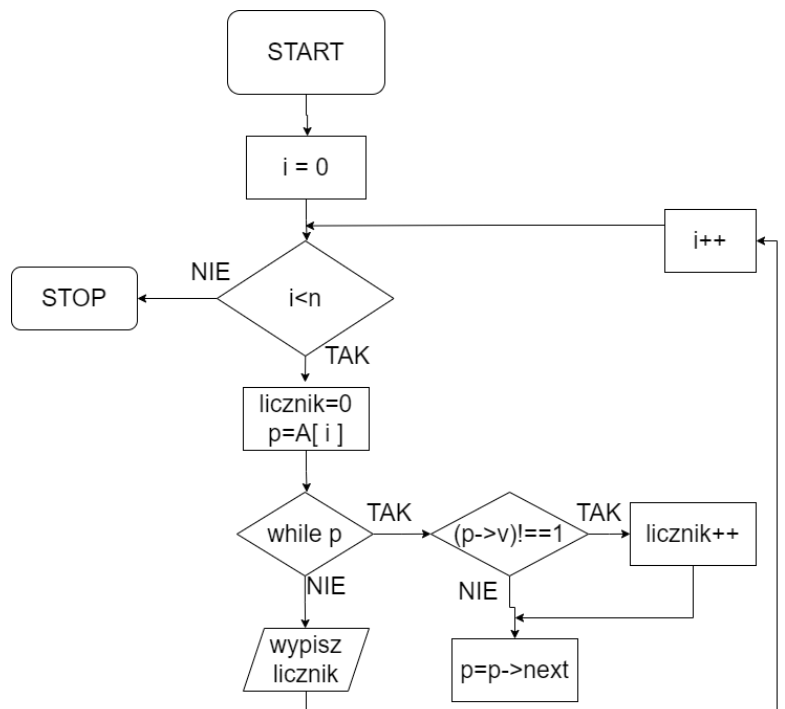 START
i = 0
i++
NIE
STOP
i<n
TAK
licznik=0
p=A[ i ]
while p
TAK
(p->v)!==1
TAK
licznik++
NIE
NIE
wypisz
licznik
p=p->next